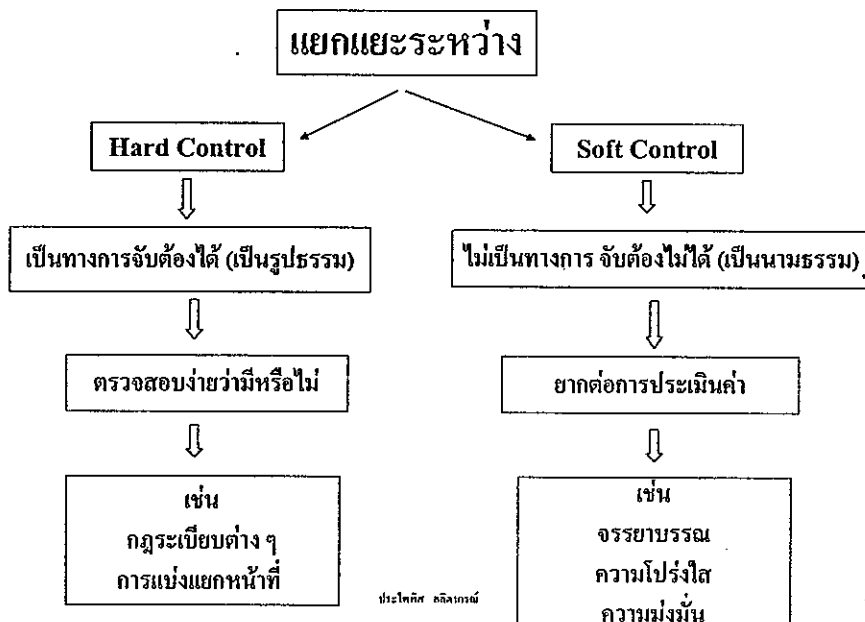 แยกแยะระหว่าง
Hard Control
เป็นทางการจับต้องได้ (เป็นรูปธรรม)
ตรวจสอบง่ายว่ามีหรือไม่
เช่น
กฎระเบียบต่าง ๆ
การแบ่งแยกหน้าที่
Soft Control
ไม่เป็นทางการ จับต้องไม่ได้ (เป็นนามธรรม)
ยากต่อการประเมินค่า
เช่น
จรรยาบรรณ
ความโปร่งใส
ความมุ่งมั่น